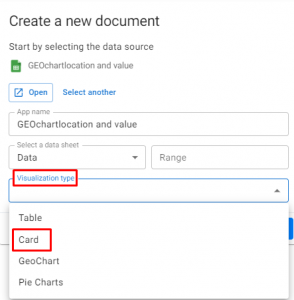 Create a new document
Start by selecting the data source
GEOchartlocation and value
Open
Select another
App name
GEOchartlocation and value
Select a data sheet
Data
Range
Visualization type
Table
Card
GeoChart
Pie Charts